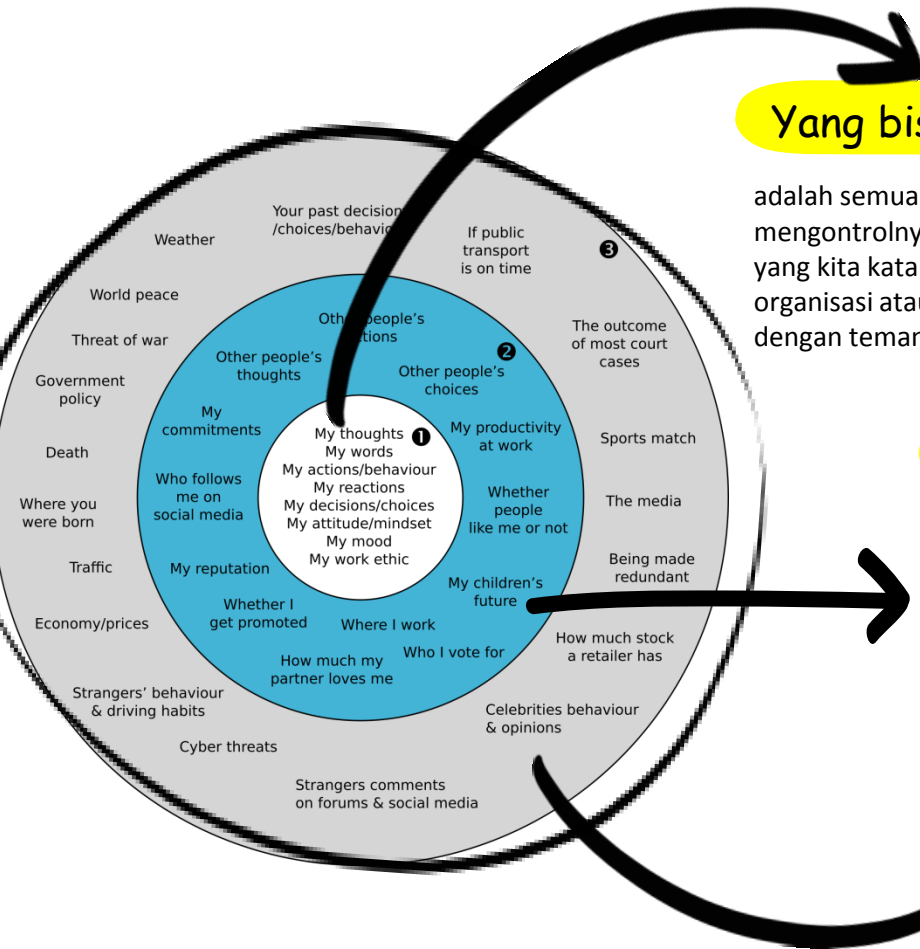 Yang bis
adalah semua
mengontrolny
yang kita kata
organisasi atau
dengan teman
Your past decision
/choices/behavio
Weather
If public
transport
is on time
❸
World peace
Threat of war
Government
policy
Death
Where you
were born
Traffic
Economy/prices
Strangers’ behaviour
& driving habits
Cyber threats
Strangers comments
on forums & social media
Celebrities behaviour
& opinions
How much stock
a retailer has
Being made
redundant
The media
Sports match
The outcome
of most court
cases
❷
Other people’s
ctions
Other people’s
thoughts
Other people’s
choices
My
commitments
My productivity
at work
Who follows
me on
social media
Whether
people
like me or not
My reputation
My children’s
future
Whether I
get promoted
Where I work
Who I vote for
How much my
partner loves me
❶
My thoughts
My words
My actions/behaviour
My reactions
My decisions/choices
My attitude/mindset
My mood
My work ethic